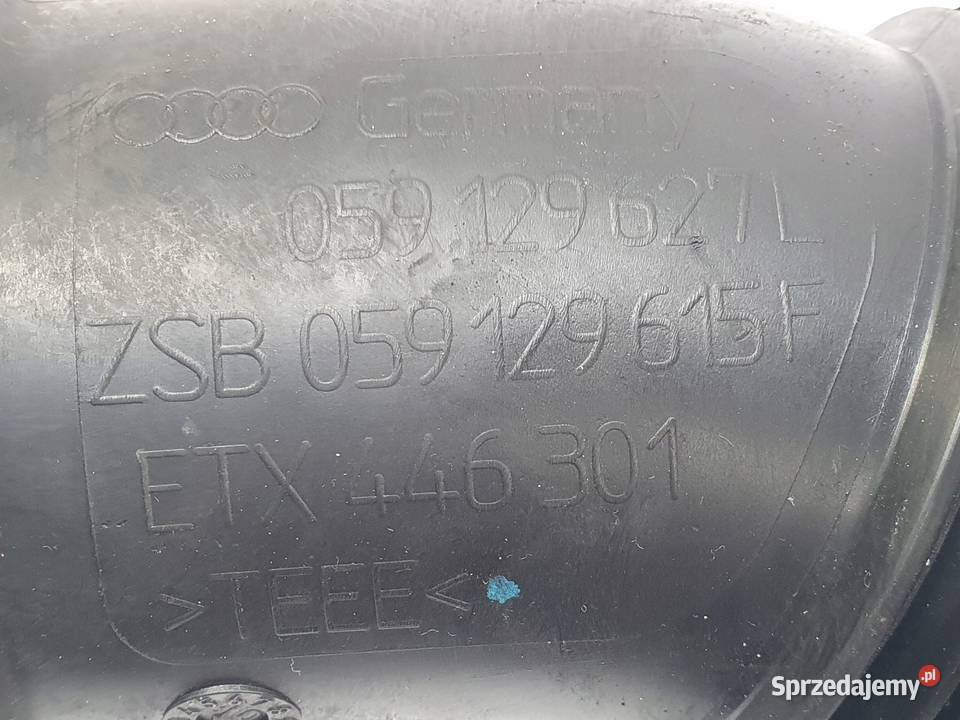 Germany
059 129 627 L
ZSB 059 129 615 F
ETX 446 301
>TEEE<
Sprzedajemy.pl